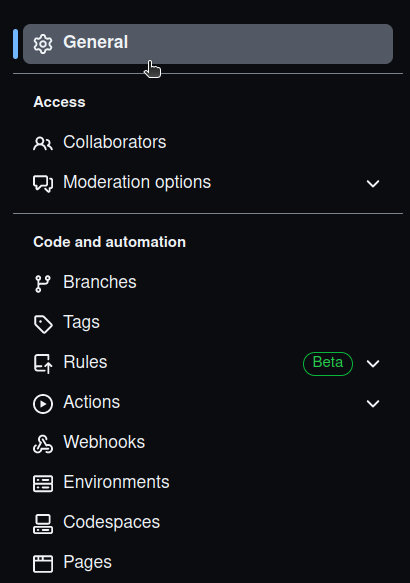 General
Access
Collaborators
Moderation options
Code and automation
Branches
Tags
Rules Beta
Actions
Webhooks
Environments
Codespaces
Pages